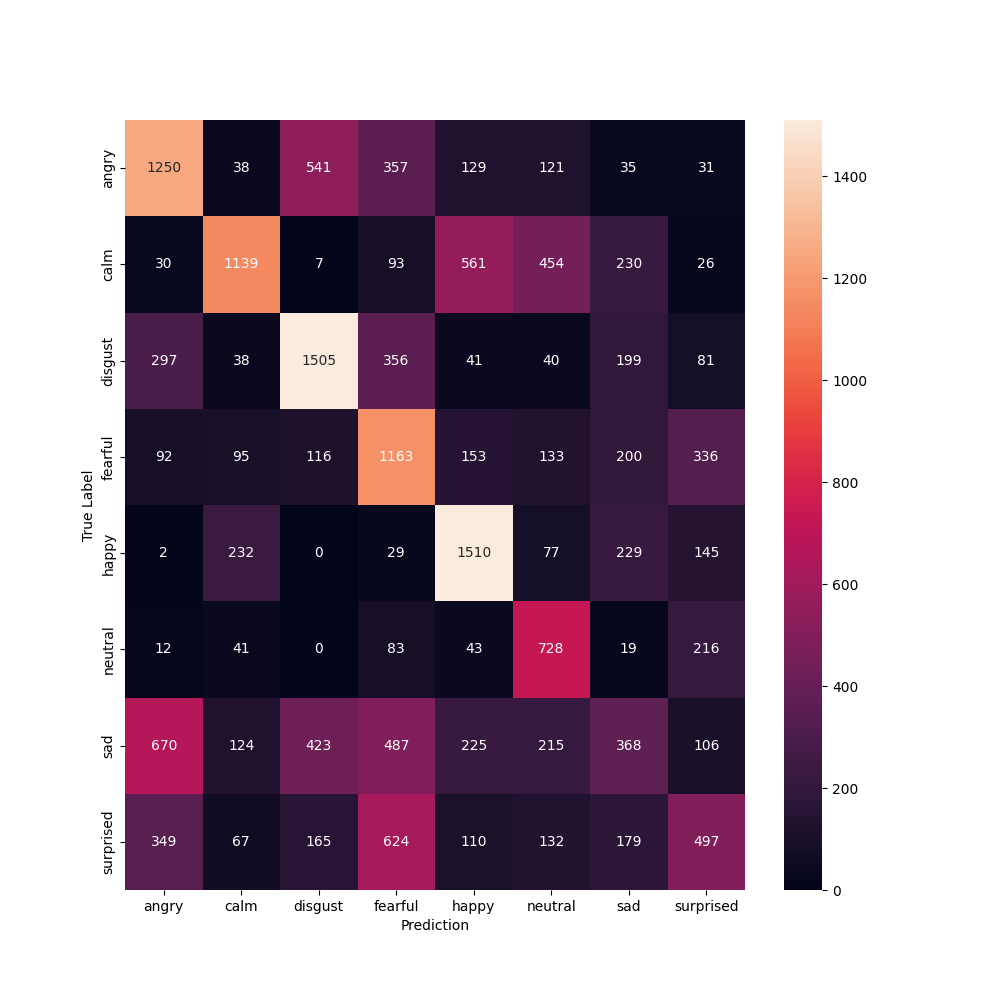 angry 1250 38 541 357 129 121 35 31
calm 30 1139 7 93 561 454 230 26
disgust 297 38 1505 356 41 40 199 81
fearful 92 95 116 1163 153 133 200 336
happy 2 232 0 29 1510 77 229 145
neutral 12 41 0 83 43 728 19 216
sad 670 124 423 487 225 215 368 106
surprised 349 67 165 624 110 132 179 497
True Label
angry calm disgust fearful happy neutral sad surprised
Prediction
1400
1200
1000
800
600
400
200
0